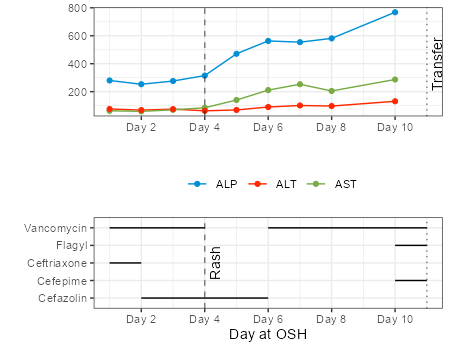 800
600
400
200
Transfer
Day 2 Day 4 Day 6 Day 8 Day 10
ALP ALT AST
Vancomycin
Flagyl
Ceftriaxone
Cefepime
Cefazolin
Rash
Day 2 Day 4 Day 6 Day 8 Day 10
Day at OSH